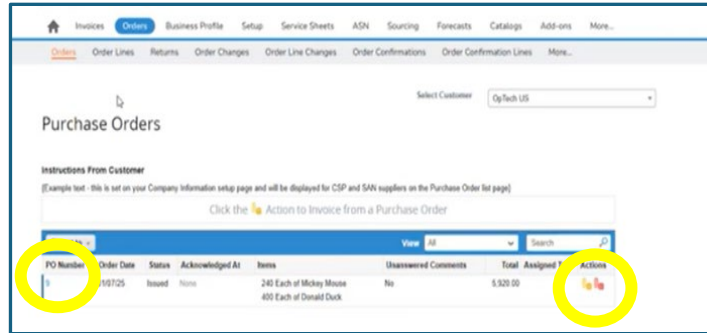 Invoices Orders Business Profile Setup Service Sheets ASN Sourcing Forecasts Catalogs Add-ons More...
Orders Order Lines Returns Order Changes Order Line Changes Order Confirmations Order Confirmation Lines More...
Select Customer OpTech US
Purchase Orders
Instructions From Customer
[Example text - this is set on your Company Information setup page and will be displayed for CSP and SAN suppliers on the Purchase Order list page]
Click the Action to Invoice from a Purchase Order
View All Search
PO Number Order Date Status Acknowledged At Items Unanswered Comments Total Assigned Actions
9 Issued None 240 Each of Mickey Mouse No 5,920.00
400 Each of Donald Duck